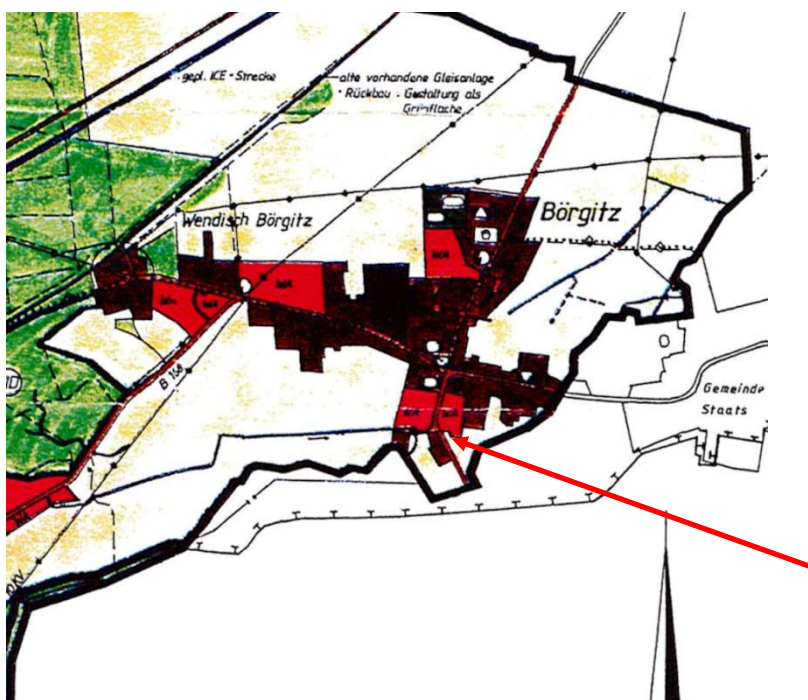 gepl. ICE - Strecke
alte vorhandene Gleisanlage
Rückbau : Gestaltung als
Grünfläche
Wendisch Börgitz
Börgitz
B 188
Gemeinde
Staats